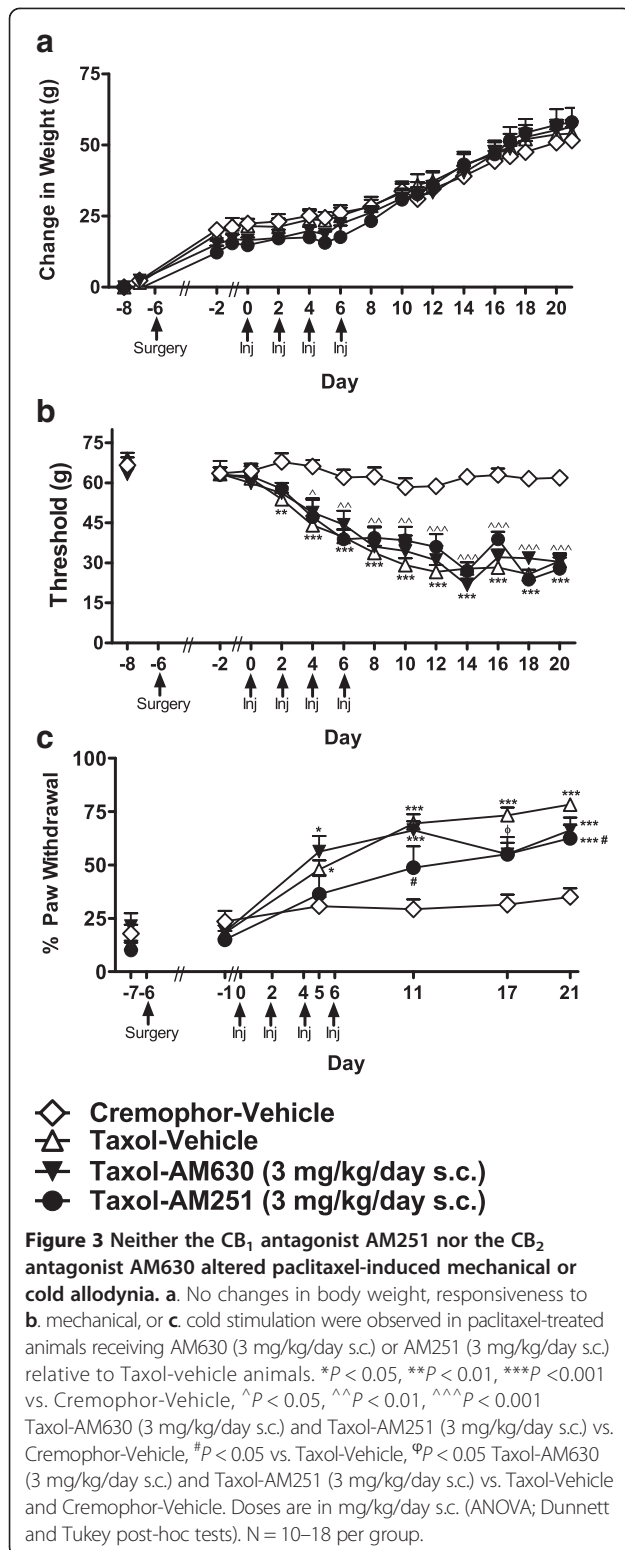 a
Change in Weight (g)
75
50
25
0
-8 -6 -2 0 2 4 6 8 10 12 14 16 18 20
Surgery Inj Inj Inj Inj
Day
b
Threshold (g)
75
60
45
30
15
0
^ ^^ ^^ ^^ ^^^ ^^^ ^^^ ^^^ ^^^
** *** *** *** *** *** *** *** *** ***
-8 -6 -2 0 2 4 6 8 10 12 14 16 18 20
Surgery Inj Inj Inj Inj
Day
c
% Paw Withdrawal
100
75
50
25
0
* *** *** ***
* *** φ ***
# *** #
-7 -6 -1 0 2 4 5 6 11 17 21
Surgery Inj Inj Inj Inj
Day
Cremophor-Vehicle
Taxol-Vehicle
Taxol-AM630 (3 mg/kg/day s.c.)
Taxol-AM251 (3 mg/kg/day s.c.)
Figure 3 Neither the CB₁ antagonist AM251 nor the CB₂
antagonist AM630 altered paclitaxel-induced mechanical or
cold allodynia. a. No changes in body weight, responsiveness to
b. mechanical, or c. cold stimulation were observed in paclitaxel-treated
animals receiving AM630 (3 mg/kg/day s.c.) or AM251 (3 mg/kg/day s.c.)
relative to Taxol-vehicle animals. *P < 0.05, **P < 0.01, ***P <0.001
vs. Cremophor-Vehicle, ^P < 0.05, ^^P < 0.01, ^^^P < 0.001
Taxol-AM630 (3 mg/kg/day s.c.) and Taxol-AM251 (3 mg/kg/day s.c.) vs.
Cremophor-Vehicle, #P < 0.05 vs. Taxol-Vehicle, φP < 0.05 Taxol-AM630
(3 mg/kg/day s.c.) and Taxol-AM251 (3 mg/kg/day s.c.) vs. Taxol-Vehicle
and Cremophor-Vehicle. Doses are in mg/kg/day s.c. (ANOVA; Dunnett
and Tukey post-hoc tests). N = 10–18 per group.